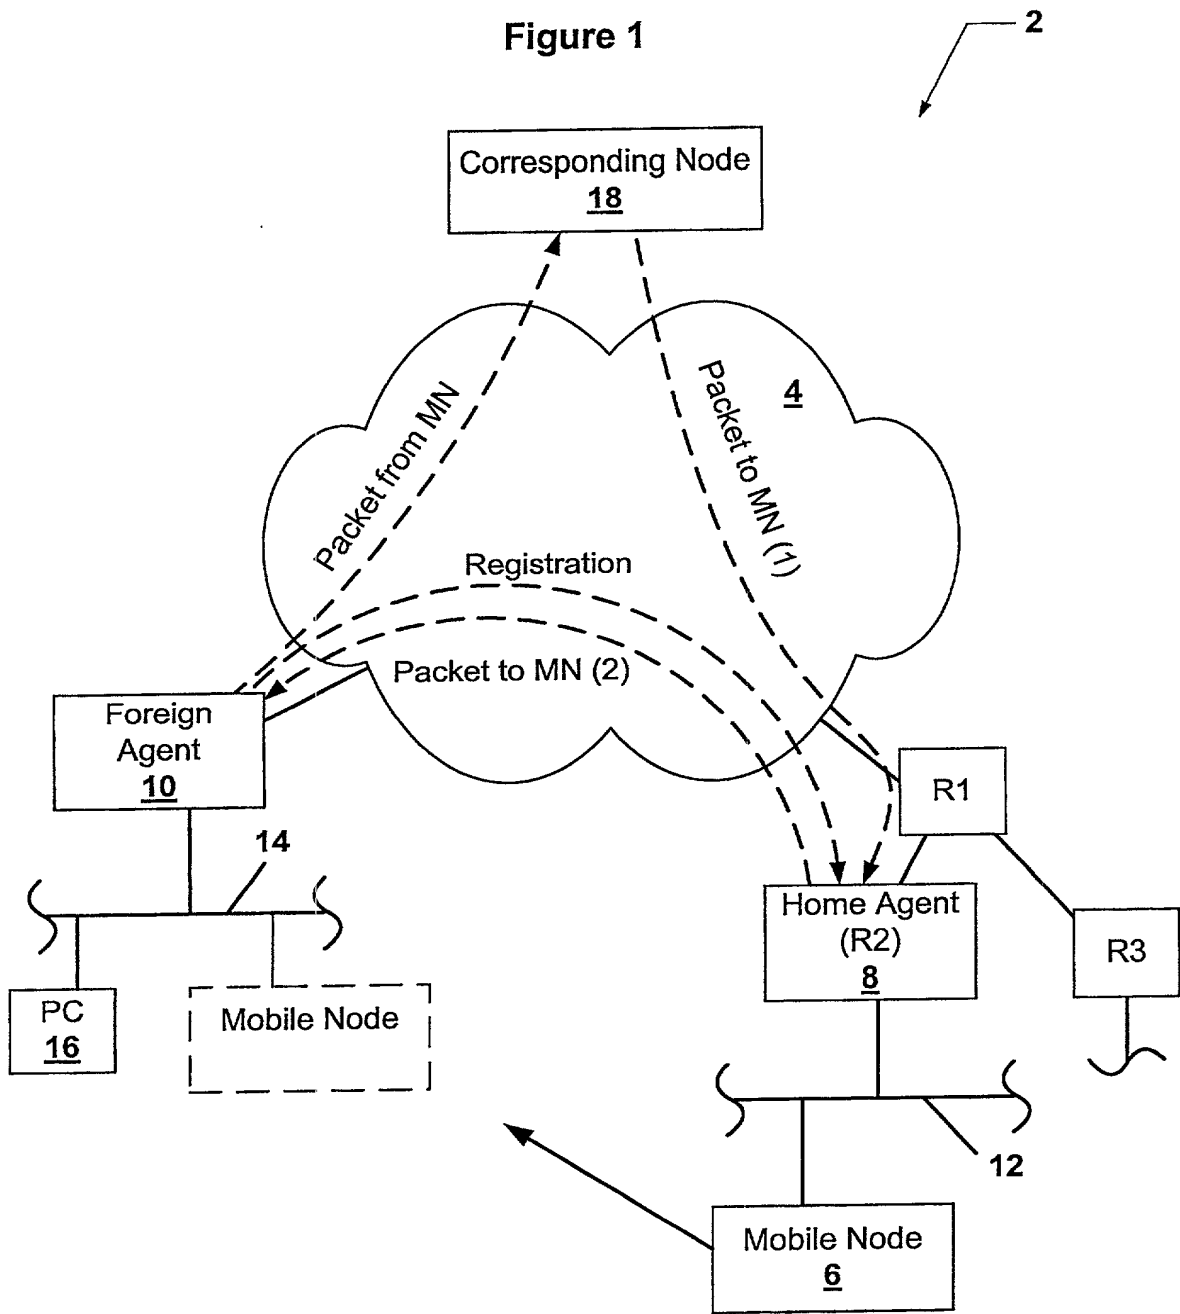 Figure 1
2
Corresponding Node
18
4
Packet from MN
Packet to MN (1)
Registration
Packet to MN (2)
Foreign
Agent
10
R1
14
Home Agent
(R2)
8
R3
PC
16
Mobile Node
12
Mobile Node
6